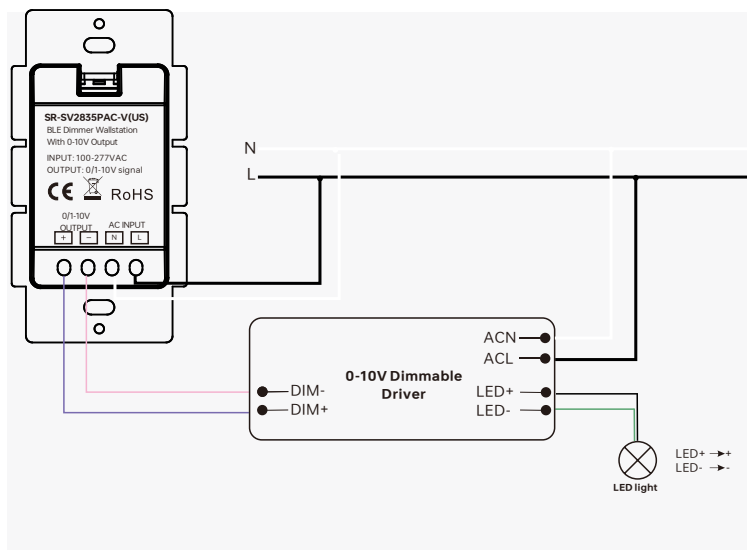 SR-SV2835PAC-V(US)
BLE Dimmer Wallstation
With 0-10V Output
INPUT: 100-277VAC
OUTPUT: 0/1-10V signal
CE RoHS
0/1-10V
OUTPUT
AC INPUT
+ − N L
N
L
ACN
ACL
0-10V Dimmable
Driver
DIM-
DIM+
LED+
LED-
LED+ → +
LED- → -
LED light